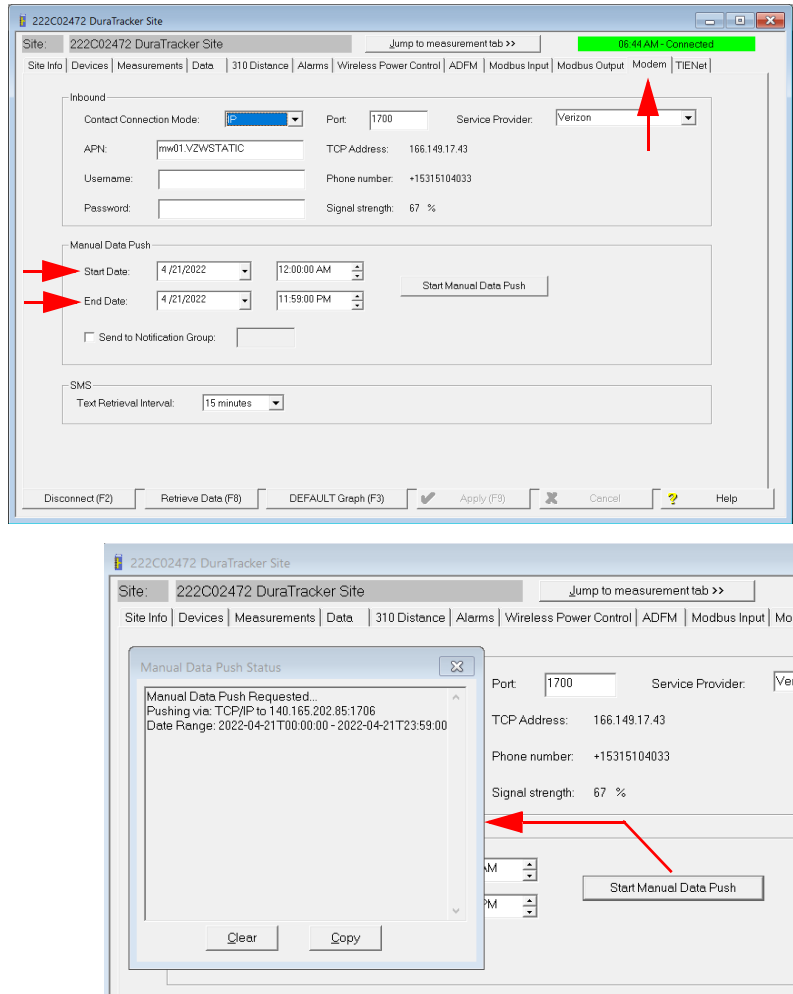 222C02472 DuraTracker Site
Site: 222C02472 DuraTracker Site Jump to measurement tab >> 06:44 AM - Connected
Site Info Devices Measurements Data 310 Distance Alarms Wireless Power Control ADFM Modbus Input Modbus Output Modem TIENet
Inbound
Contact Connection Mode: IP Port: 1700 Service Provider: Verizon
APN: mw01.VZWSTATIC TCP Address: 166.149.17.43
Username: Phone number: +15315104033
Password: Signal strength: 67 %
Manual Data Push
Start Date: 4 /21/2022 12:00:00 AM
Start Manual Data Push
End Date: 4 /21/2022 11:59:00 PM
Send to Notification Group:
SMS
Text Retrieval Interval: 15 minutes
Disconnect (F2) Retrieve Data (F8) DEFAULT Graph (F3) Apply (F9) Cancel Help
222C02472 DuraTracker Site
Site: 222C02472 DuraTracker Site Jump to measurement tab >>
Site Info Devices Measurements Data 310 Distance Alarms Wireless Power Control ADFM Modbus Input Mo
Manual Data Push Status
Manual Data Push Requested...
Pushing via: TCP/IP to 140.165.202.85:1706
Date Range: 2022-04-21T00:00:00 - 2022-04-21T23:59:00
Clear Copy
Port: 1700 Service Provider: Ver
TCP Address: 166.149.17.43
Phone number: +15315104033
Signal strength: 67 %
AM
Start Manual Data Push
PM